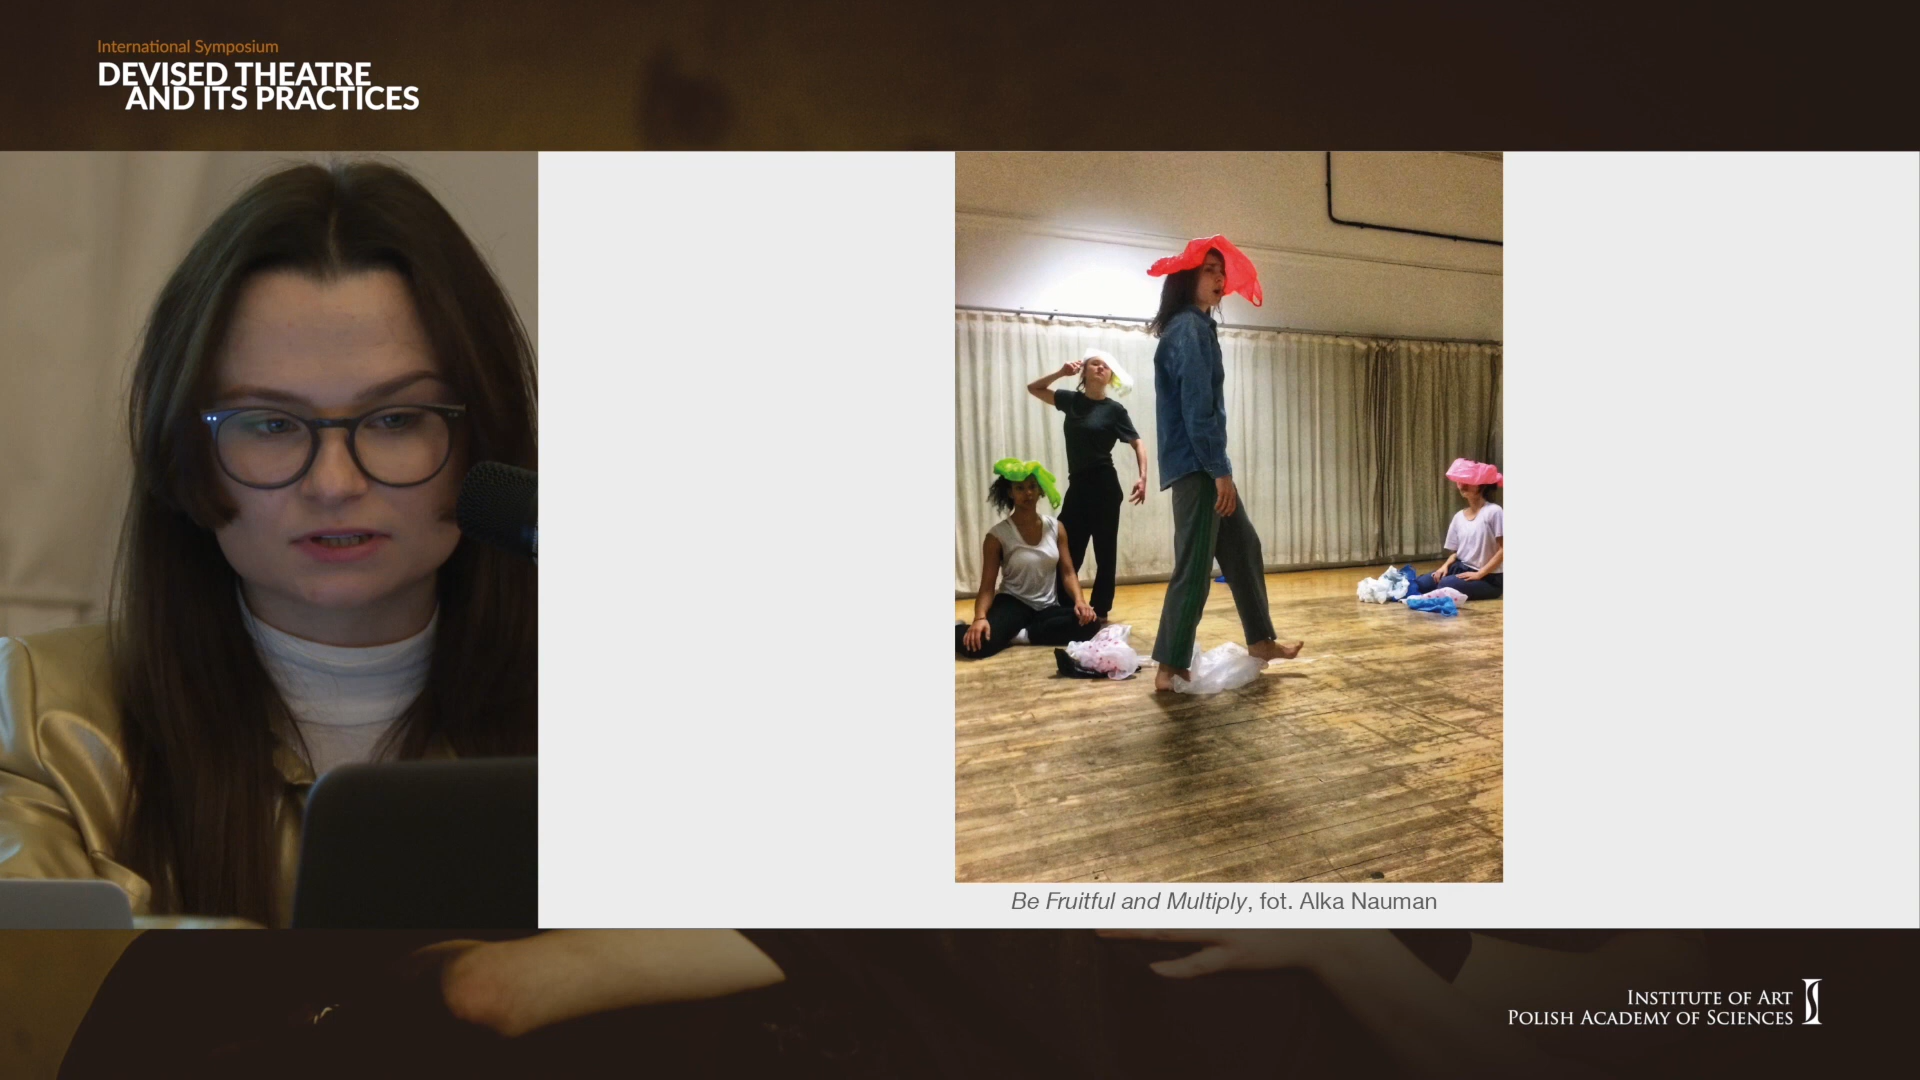 International Symposium
DEVISED THEATRE
AND ITS PRACTICES
Be Fruitful and Multiply, fot. Alka Nauman
INSTITUTE OF ART
POLISH ACADEMY OF SCIENCES